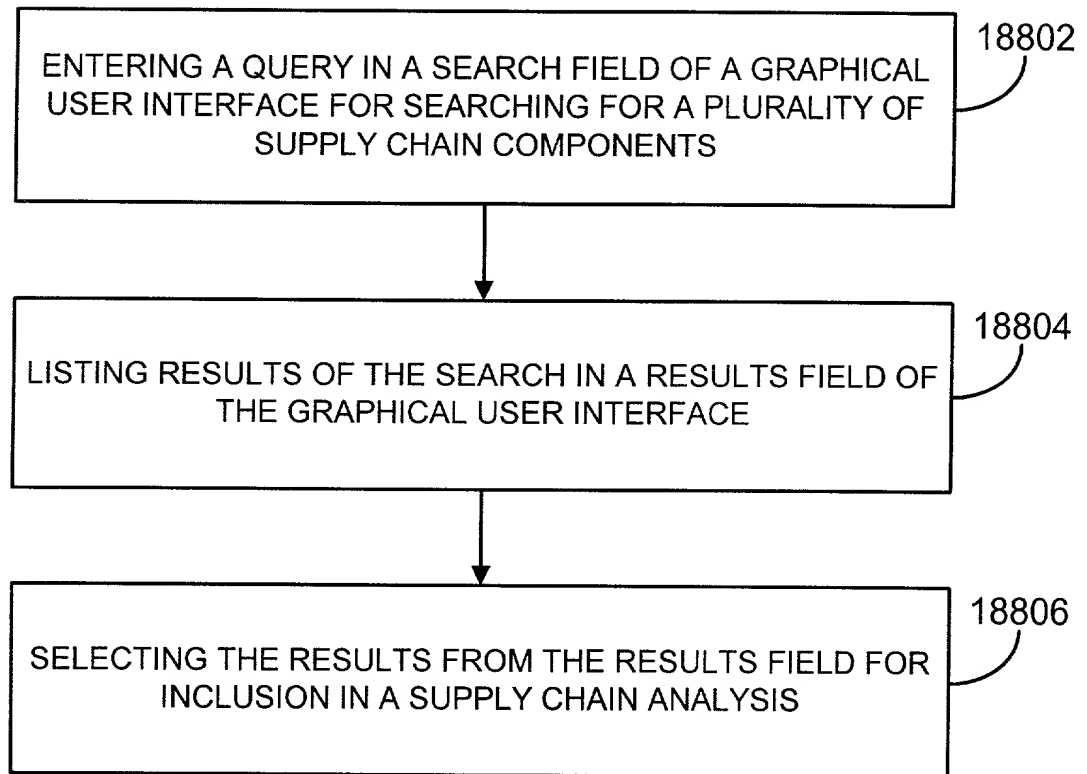 18802
ENTERING A QUERY IN A SEARCH FIELD OF A GRAPHICAL
USER INTERFACE FOR SEARCHING FOR A PLURALITY OF
SUPPLY CHAIN COMPONENTS
18804
LISTING RESULTS OF THE SEARCH IN A RESULTS FIELD OF
THE GRAPHICAL USER INTERFACE
18806
SELECTING THE RESULTS FROM THE RESULTS FIELD FOR
INCLUSION IN A SUPPLY CHAIN ANALYSIS